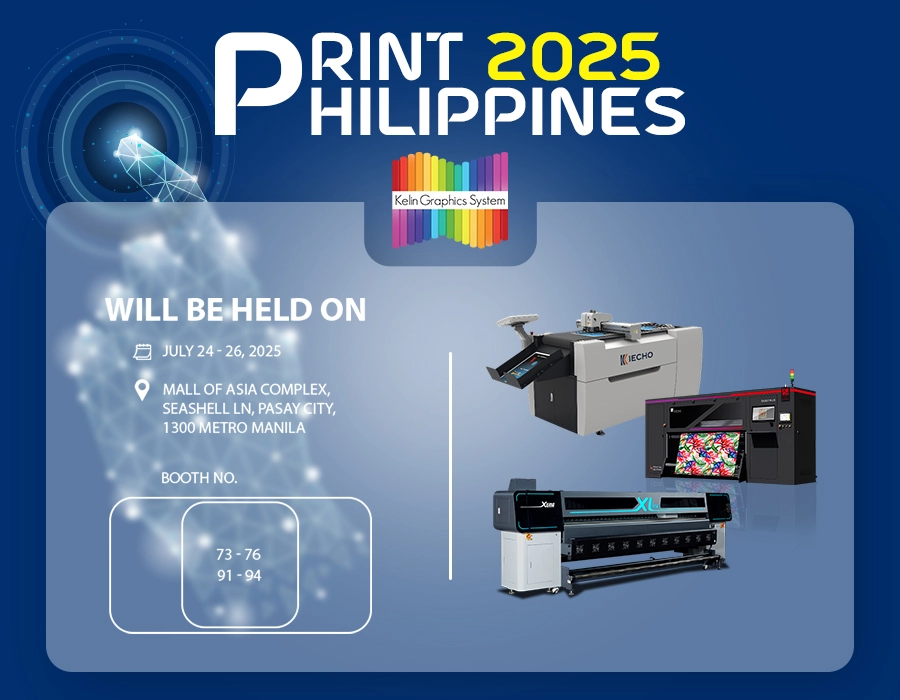 PRINT 2025
PHILIPPINES
Kelin Graphics System
WILL BE HELD ON
JULY 24 - 26, 2025
MALL OF ASIA COMPLEX,
SEASHELL LN, PASAY CITY,
1300 METRO MANILA
BOOTH NO.
73 - 76
91 - 94
IECHO
XL